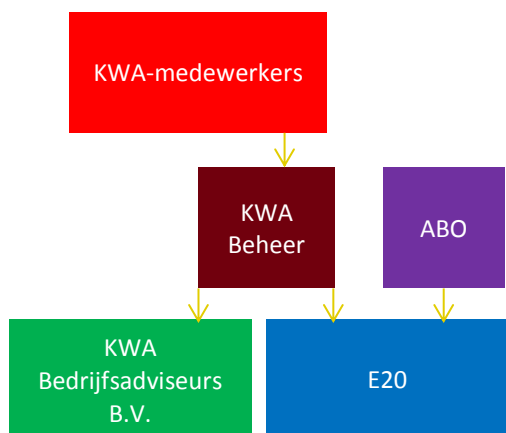 KWA-medewerkers
KWA
Beheer
ABO
KWA
Bedrijfsadviseurs
B.V.
E20